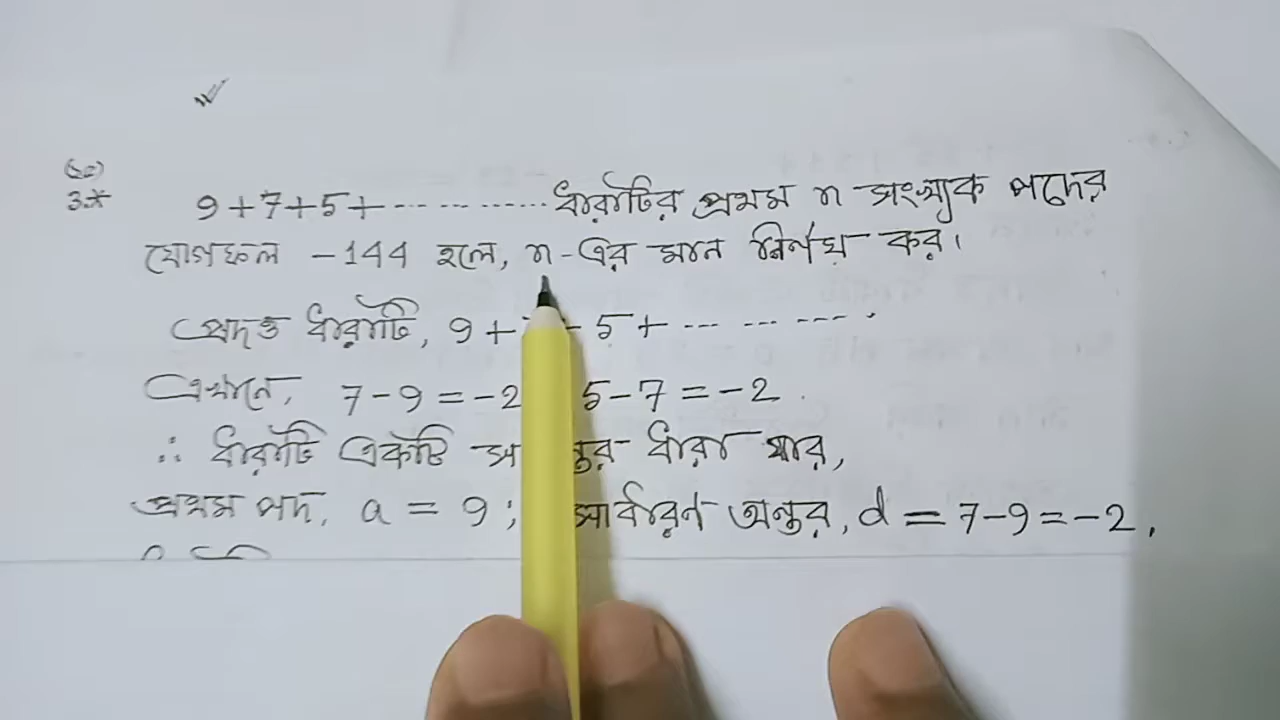 3.*
9+7+5+ ............ ধারাটির প্রথম n সংখ্যক পদের
যোগফল -144 হলে, n-এর মান নির্ণয় কর।
প্রদত্ত ধারাটি, 9 + 5 + ............
এখানে, 7-9=-2 5-7=-2.
∴ ধারাটি একটি ধারা যার,
প্রথম পদ, a = 9; সাধারণ অন্তর, d = 7-9=-2,